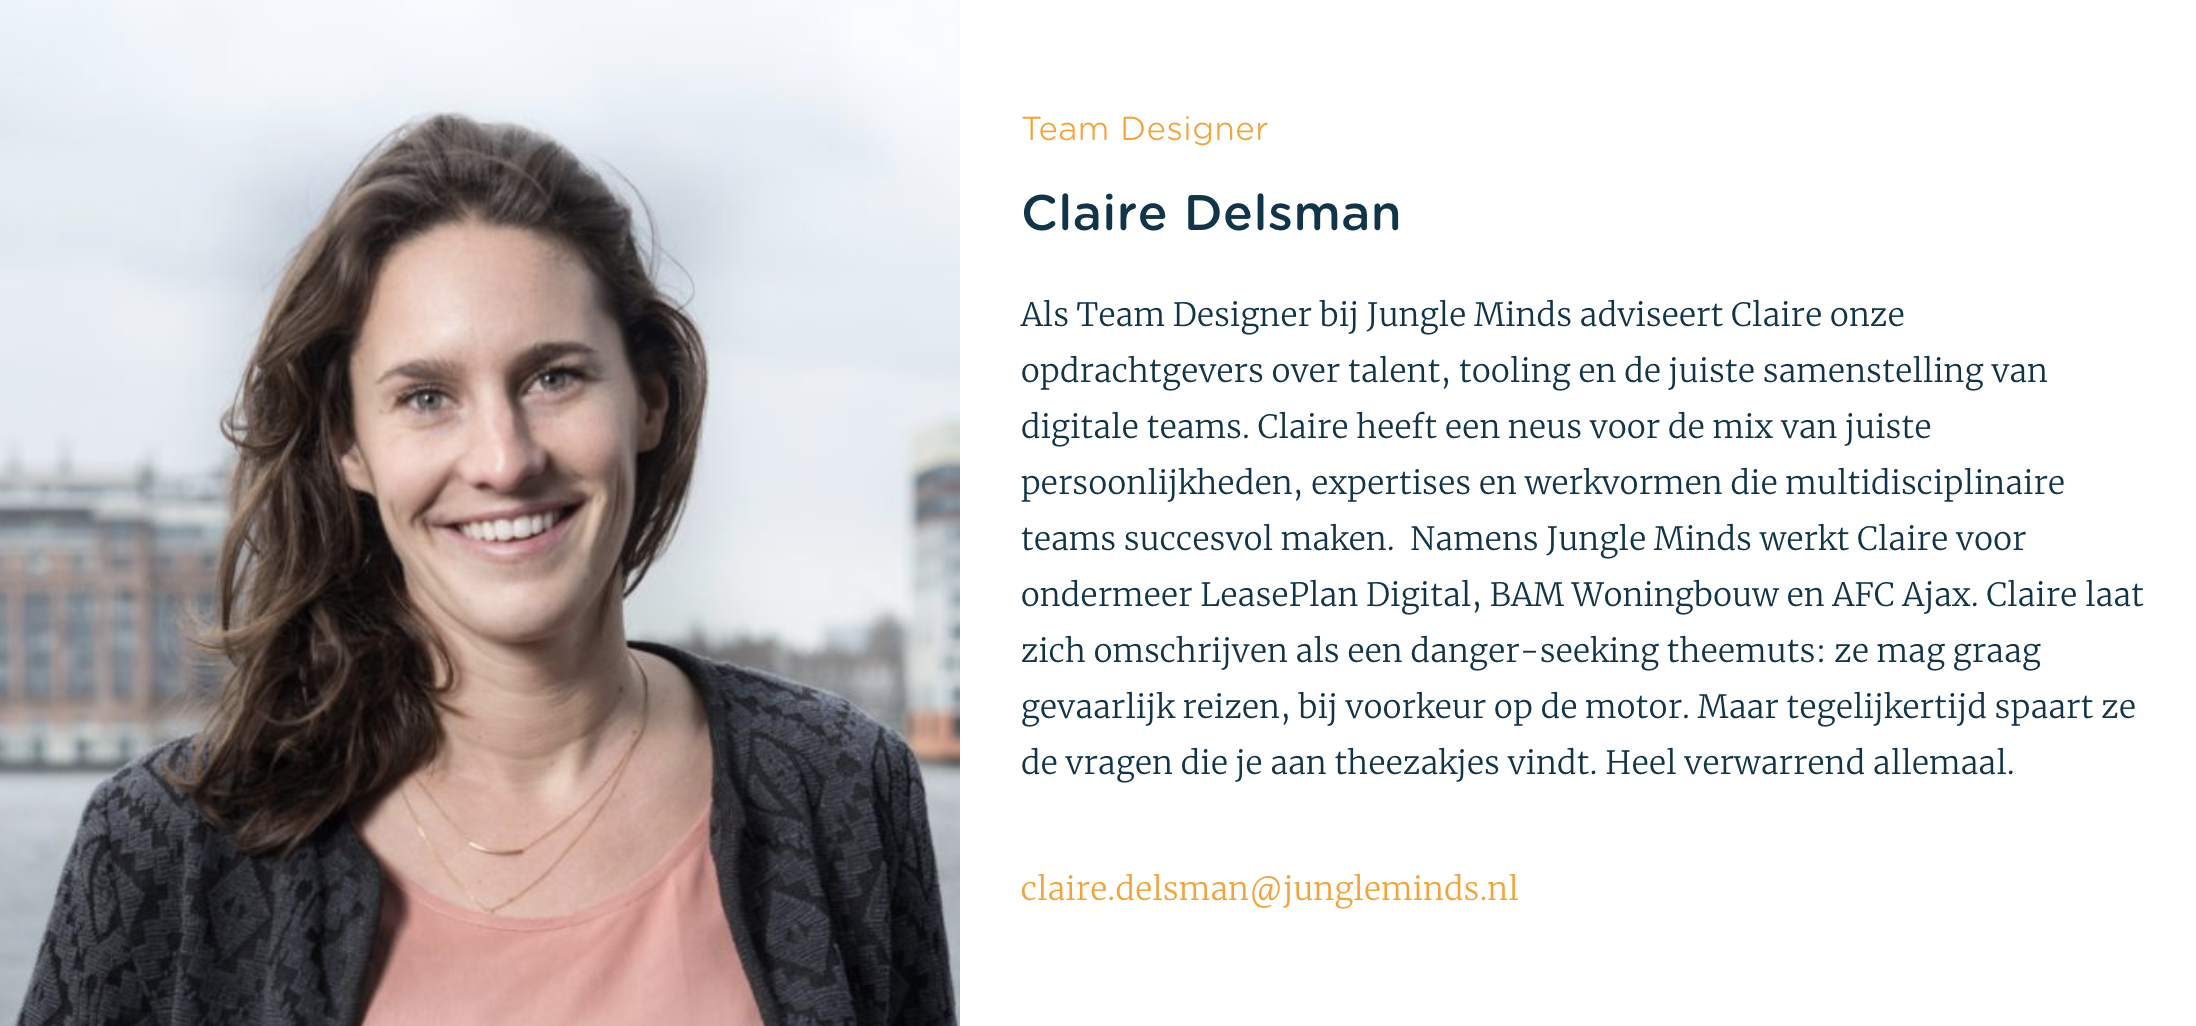 Team Designer
Claire Delsman
Als Team Designer bij Jungle Minds adviseert Claire onze
opdrachtgevers over talent, tooling en de juiste samenstelling van
digitale teams. Claire heeft een neus voor de mix van juiste
persoonlijkheden, expertises en werkvormen die multidisciplinaire
teams succesvol maken.  Namens Jungle Minds werkt Claire voor
ondermeer LeasePlan Digital, BAM Woningbouw en AFC Ajax. Claire laat
zich omschrijven als een danger-seeking theemuts: ze mag graag
gevaarlijk reizen, bij voorkeur op de motor. Maar tegelijkertijd spaart ze
de vragen die je aan theezakjes vindt. Heel verwarrend allemaal.
claire.delsman@jungleminds.nl